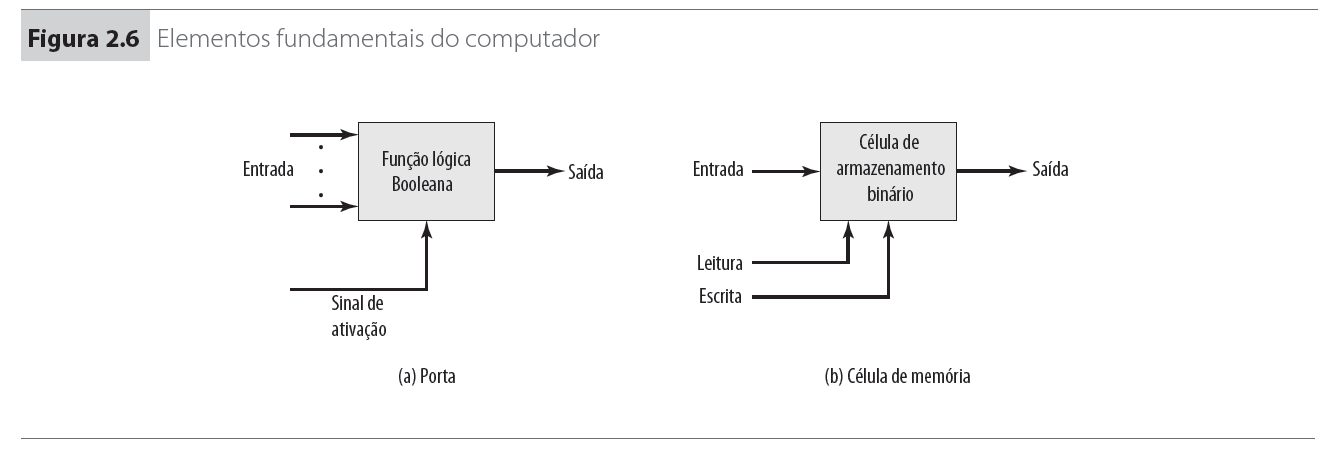 Figura 2.6 Elementos fundamentais do computador
Entrada
Função lógica
Booleana
Saída
Sinal de
ativação
(a) Porta
Entrada
Célula de
armazenamento
binário
Saída
Leitura
Escrita
(b) Célula de memória